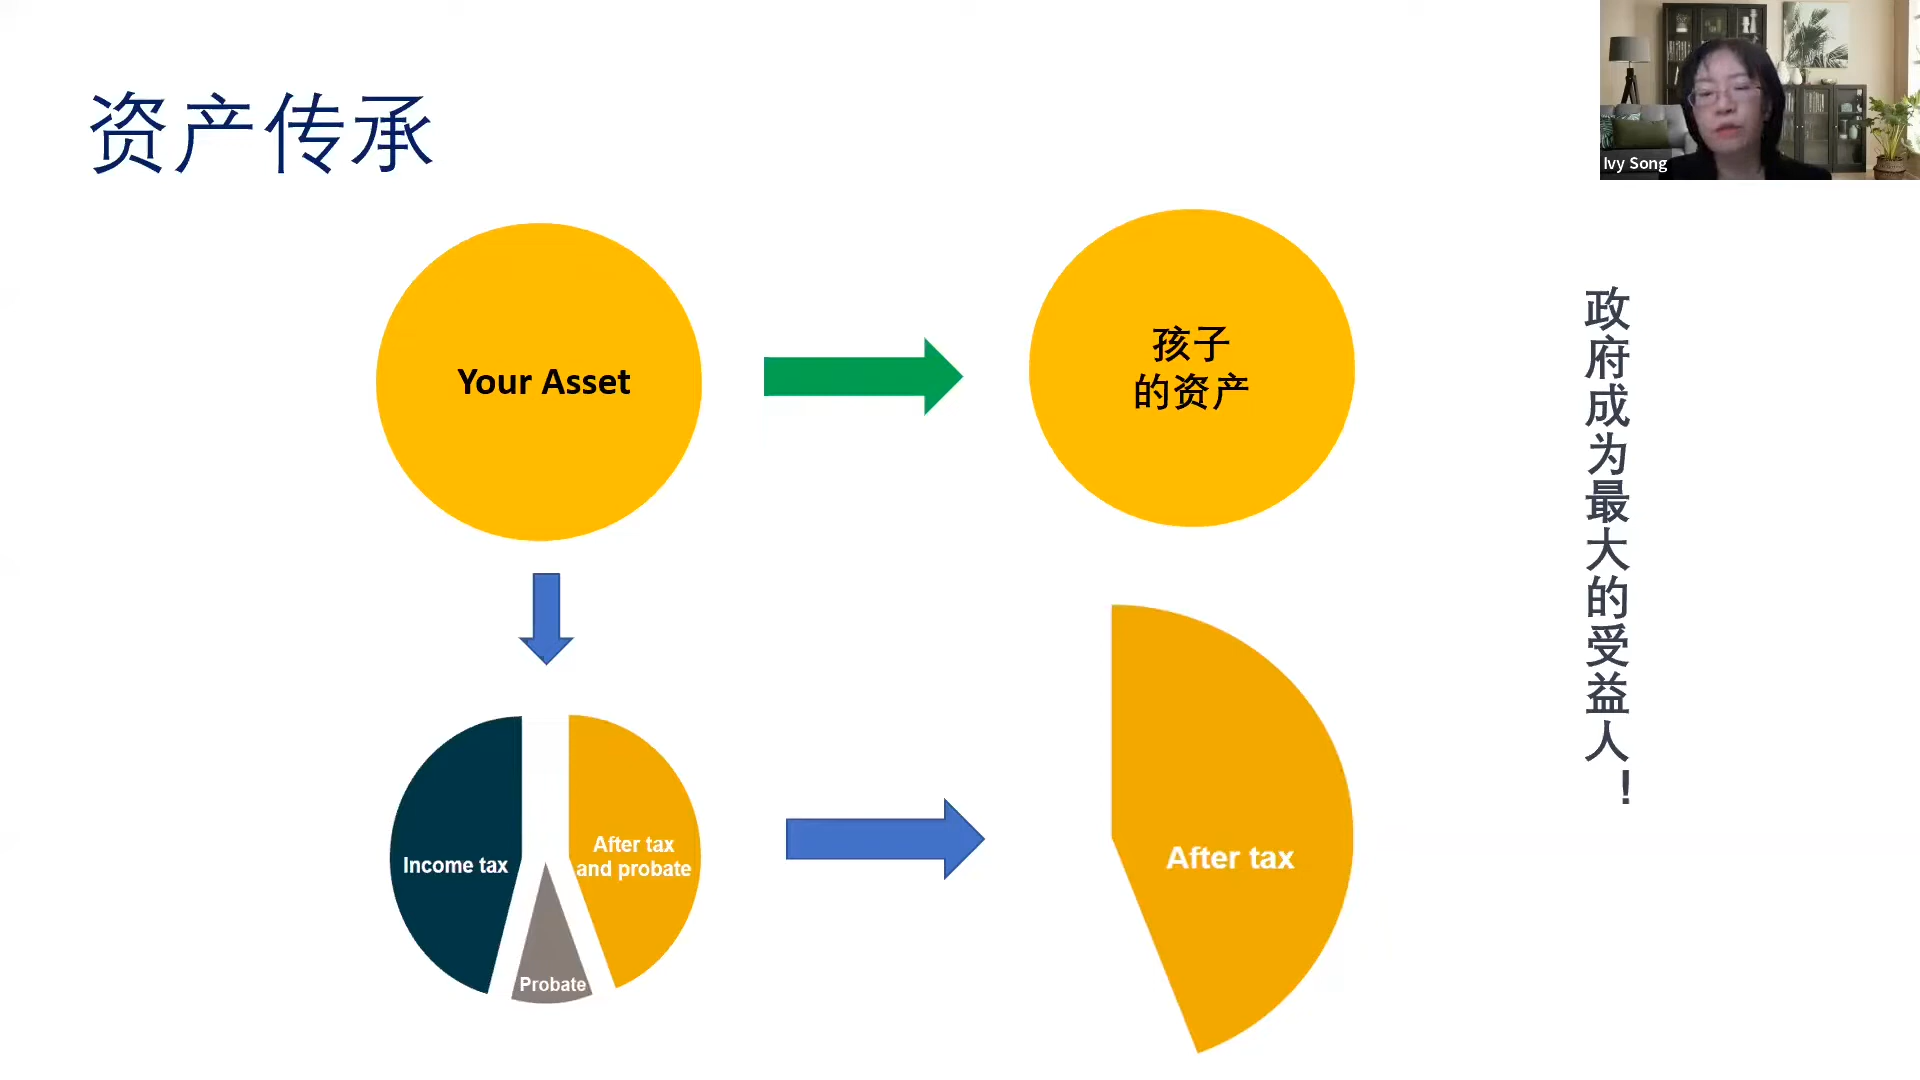 资产传承
Ivy Song
Your Asset
孩子
的资产
政府成为最大的受益人！
Income tax
After tax
and probate
Probate
After tax